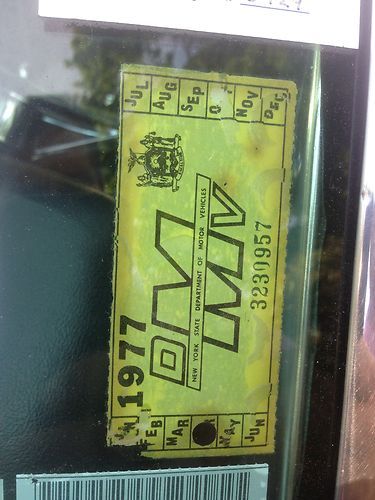 JUL AUG SEP O NOV DEC
1977
DMV
NEW YORK STATE DEPARTMENT OF MOTOR VEHICLES
3230957
JAN FEB MAR MAY JUN